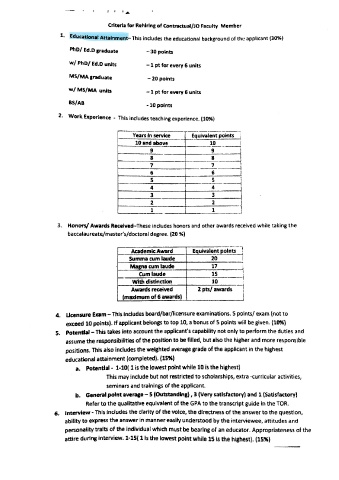 Criteria for Rehiring of Contractual/JO Faculty Member
1. Educational Attainment- This includes the educational background of the applicant (30%)
PhD/ Ed.D graduate – 30 points
w/ PhD/ Ed.D units – 1 pt for every 6 units
MS/MA graduate – 20 points
w/ MS/MA units – 1 pt for every 6 units
BS/AB - 10 points
2. Work Experience - This includes teaching experience. (10%)
Years in service Equivalent points
10 and above 10
9 9
8 8
7 7
6 6
5 5
4 4
3 3
2 2
1 1
3. Honors/ Awards Received-These includes honors and other awards received while taking the
baccalaureate/master's/doctoral degree. (20 %)
Academic Award Equivalent points
Summa cum laude 20
Magna cum laude 17
Cum laude 15
With distinction 10
Awards received 2 pts/ awards
(maximum of 6 awards)
4. Licensure Exam – This includes board/bar/licensure examinations. 5 points/ exam (not to
exceed 10 points). If applicant belongs to top 10, a bonus of 5 points will be given. (10%)
5. Potential – This takes into account the applicant's capability not only to perform the duties and
assume the responsibilities of the position to be filled, but also the higher and more responsible
positions. This also includes the weighted average grade of the applicant in the highest
educational attainment (completed). (15%)
a. Potential - 1-10( 1 is the lowest point while 10 is highest)
This may include but not restricted to scholarships, extra -curricular activities,
seminars and trainings of the applicant.
b. General point average – 5 (Outstanding) , 3 (Very satisfactory) and 1 (Satisfactory)
Refer to the qualitative equivalent of the GPA to the transcript guide in the TOR.
6. Interview - This includes the clarity of the voice, the directness of the answer to the question,
ability to express the answer in manner easily understood by the interviewee, attitudes and
personality traits of the individual which must be bearing of an educator. Appropriateness of the
attire during interview. 1-15( 1 is the lowest point while 15 is the highest). (15%)